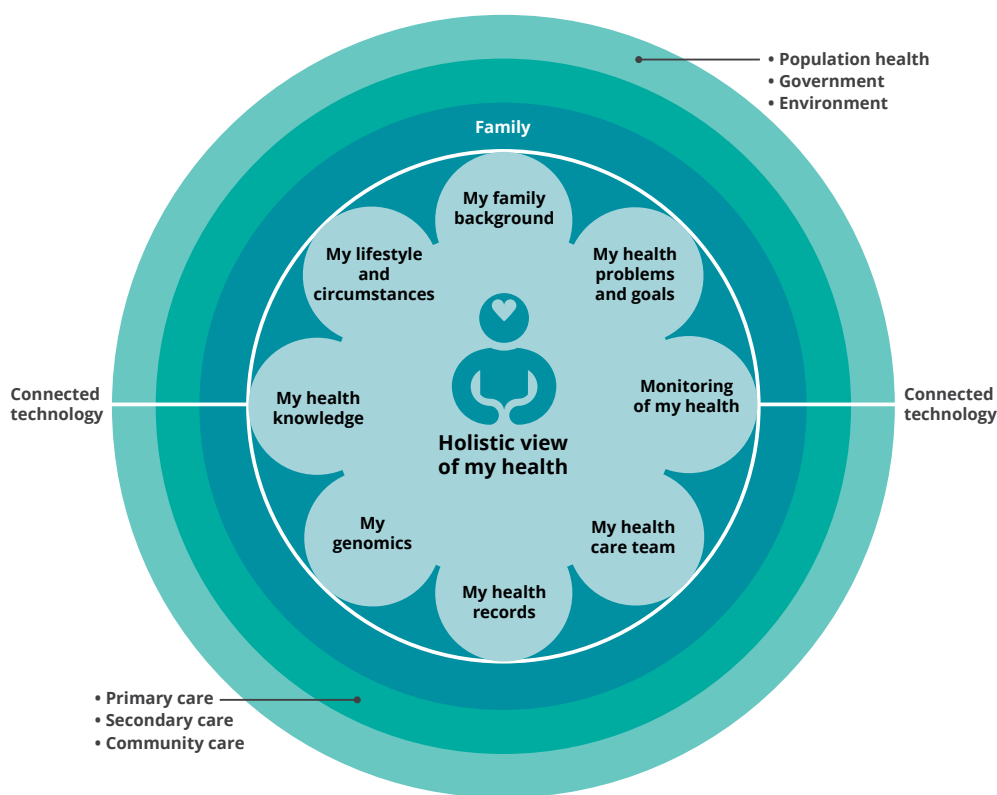 • Population health
• Government
• Environment
Family
My family
background
My lifestyle
and
circumstances
My health
problems
and goals
Connected
technology
My health
knowledge
Monitoring
of my health
Connected
technology
Holistic view
of my health
My
genomics
My health
care team
My health
records
• Primary care
• Secondary care
• Community care